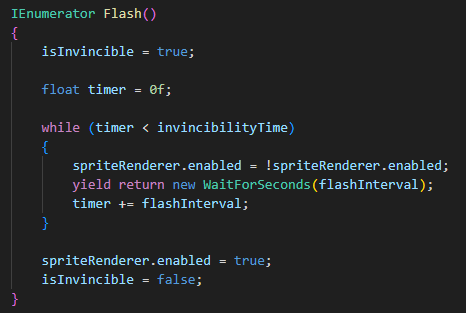 IEnumerator Flash()
{
    isInvincible = true;

    float timer = 0f;

    while (timer < invincibilityTime)
    {
        spriteRenderer.enabled = !spriteRenderer.enabled;
        yield return new WaitForSeconds(flashInterval);
        timer += flashInterval;
    }

    spriteRenderer.enabled = true;
    isInvincible = false;
}